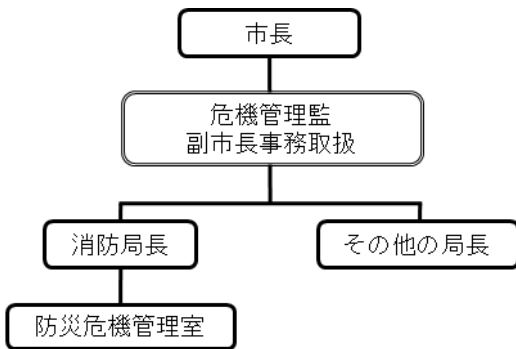 市長
危機管理監
副市長事務取扱
消防局長
その他の局長
防災危機管理室